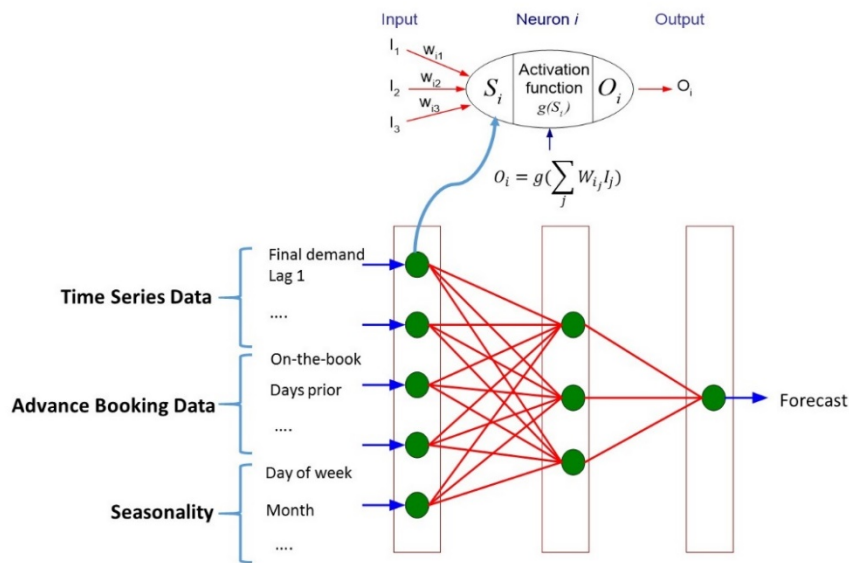 Input Neuron i Output
I1 wi1
I2 wi2
I3 wi3
Si
Activation
function
g(Si)
Oi
Oi
Oi = g(∑j Wij Ij)
Time Series Data
Final demand
Lag 1
....
Advance Booking Data
On-the-book
Days prior
....
Seasonality
Day of week
Month
....
Forecast